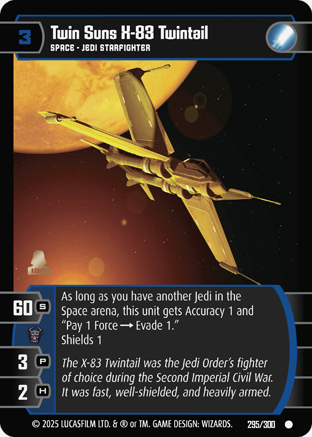 3
Twin Suns X-83 Twintail
SPACE - JEDI STARFIGHTER
60 S
As long as you have another Jedi in the
Space arena, this unit gets Accuracy 1 and
"Pay 1 Force → Evade 1."
Shields 1
3 P
2 H
The X-83 Twintail was the Jedi Order's fighter
of choice during the Second Imperial Civil War.
It was fast, well-shielded, and heavily armed.
© 2025 LUCASFILM LTD. & ® or TM. GAME DESIGN: WIZARDS.
295/300